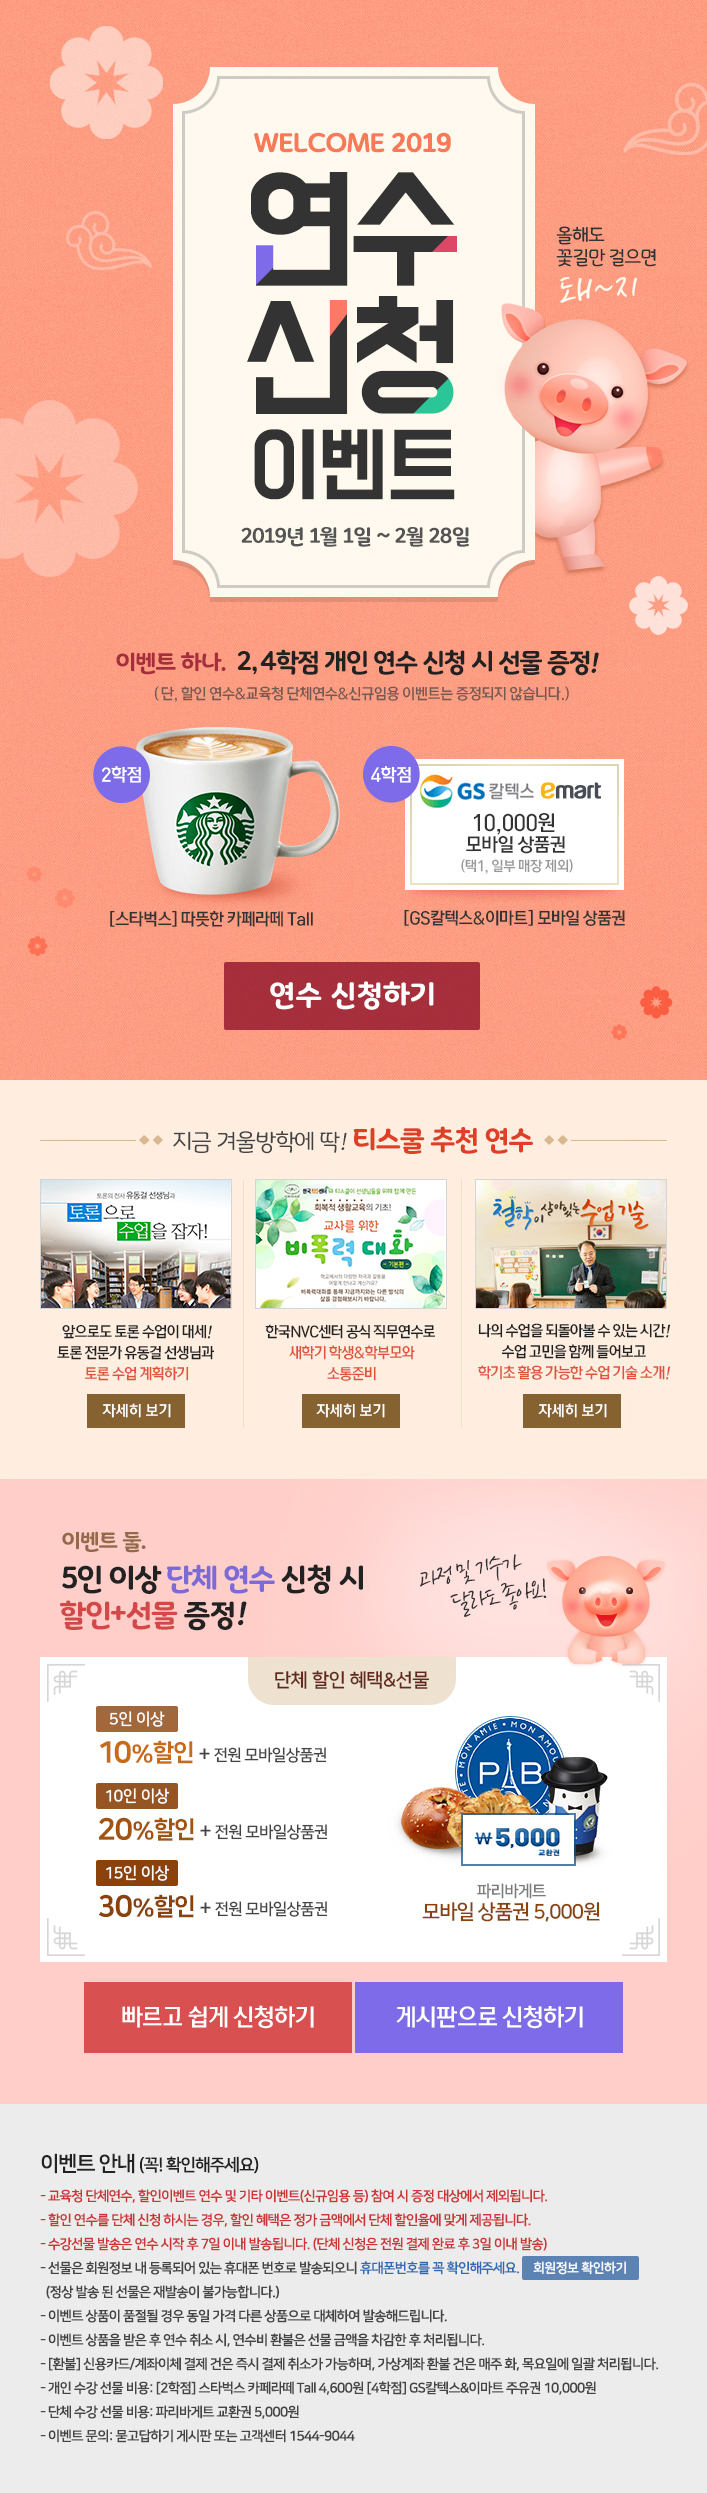 WELCOME 2019
연수
신청
이벤트
2019년 1월 1일 ~ 2월 28일
올해도
꽃길만 걸으면
돼~지
이벤트 하나. 2,4학점 개인 연수 신청 시 선물 증정!
( 단, 할인 연수&교육청 단체연수&신규임용 이벤트는 증정되지 않습니다.)
2학점
4학점
GS칼텍스 emart
10,000원
모바일 상품권
(택1, 일부 매장 제외)
[스타벅스] 따뜻한 카페라떼 Tall
[GS칼텍스&이마트] 모바일 상품권
연수 신청하기
지금 겨울방학에 딱! 티스쿨 추천 연수
토론의 전사 유동걸 선생님과
토론으로
수업을 잡자!
회복적 생활교육의 기초!
교사를 위한
비폭력 대화
기본편
비폭력대화를 통해 지금까지와는 다른 방식의
삶을 경험해보시기 바랍니다.
철학이 살아있는 수업 기술
앞으로도 토론 수업이 대세!
토론 전문가 유동걸 선생님과
토론 수업 계획하기
자세히 보기
한국NVC센터 공식 직무연수로
새학기 학생&학부모와
소통준비
자세히 보기
나의 수업을 되돌아볼 수 있는 시간!
수업 고민을 함께 들어보고
학기초 활용 가능한 수업 기술 소개!
자세히 보기
이벤트 둘.
5인 이상 단체 연수 신청 시
할인+선물 증정!
과정 및 기수가
달라도 좋아요!
단체 할인 혜택&선물
5인 이상
10%할인 + 전원 모바일상품권
10인 이상
20%할인 + 전원 모바일상품권
15인 이상
30%할인 + 전원 모바일상품권
MON AMIE • MON AMOU
PB
₩5,000
교환권
파리바게트
모바일 상품권 5,000원
빠르고 쉽게 신청하기
게시판으로 신청하기
이벤트 안내 (꼭! 확인해주세요)
- 교육청 단체연수, 할인이벤트 연수 및 기타 이벤트(신규임용 등) 참여 시 증정 대상에서 제외됩니다.
- 할인 연수를 단체 신청 하시는 경우, 할인 혜택은 정가 금액에서 단체 할인율에 맞게 제공됩니다.
- 수강선물 발송은 연수 시작 후 7일 이내 발송됩니다. (단체 신청은 전원 결제 완료 후 3일 이내 발송)
- 선물은 회원정보 내 등록되어 있는 휴대폰 번호로 발송되오니 휴대폰번호를 꼭 확인해주세요. 회원정보 확인하기
(정상 발송 된 선물은 재발송이 불가능합니다.)
- 이벤트 상품이 품절될 경우 동일 가격 다른 상품으로 대체하여 발송해드립니다.
- 이벤트 상품을 받은 후 연수 취소 시, 연수비 환불은 선물 금액을 차감한 후 처리됩니다.
- [환불] 신용카드/계좌이체 결제 건은 즉시 결제 취소가 가능하며, 가상계좌 환불 건은 매주 화, 목요일에 일괄 처리됩니다.
- 개인 수강 선물 비용: [2학점] 스타벅스 카페라떼 Tall 4,600원 [4학점] GS칼텍스&이마트 주유권 10,000원
- 단체 수강 선물 비용: 파리바게트 교환권 5,000원
- 이벤트 문의: 묻고답하기 게시판 또는 고객센터 1544-9044